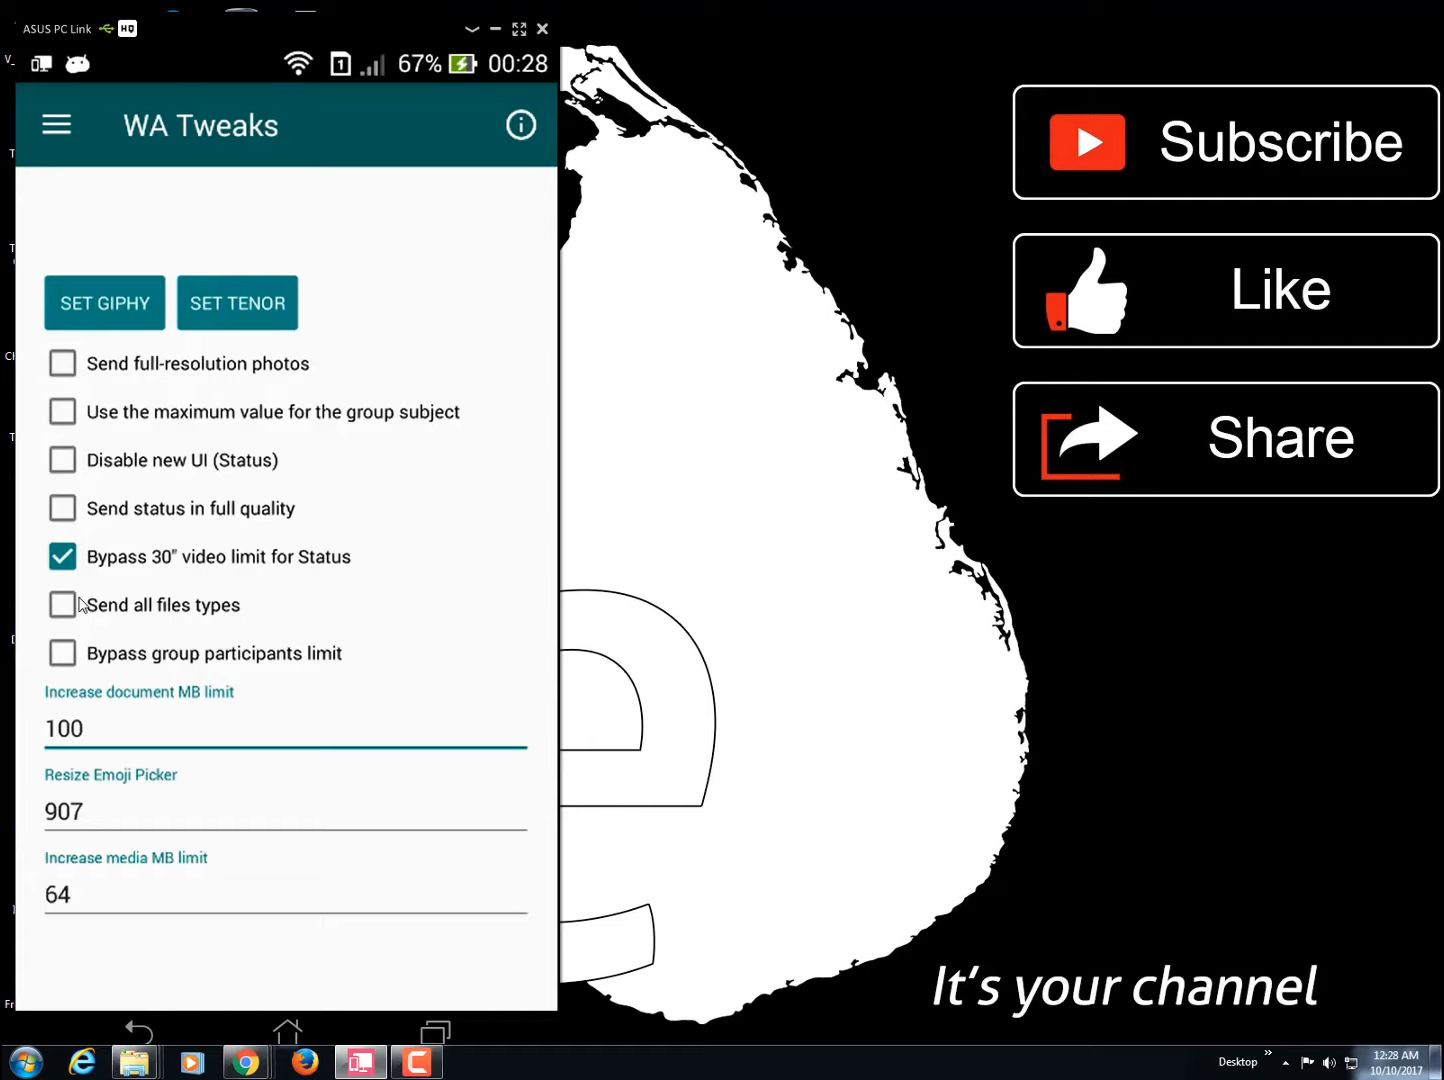 ASUS PC Link HQ
1 67% 00:28
WA Tweaks
SET GIPHY SET TENOR
Send full-resolution photos
Use the maximum value for the group subject
Disable new UI (Status)
Send status in full quality
Bypass 30" video limit for Status
Send all files types
Bypass group participants limit
Increase document MB limit
100
Resize Emoji Picker
907
Increase media MB limit
64
Subscribe
Like
Share
It's your channel
Desktop »
12:28 AM
10/10/2017